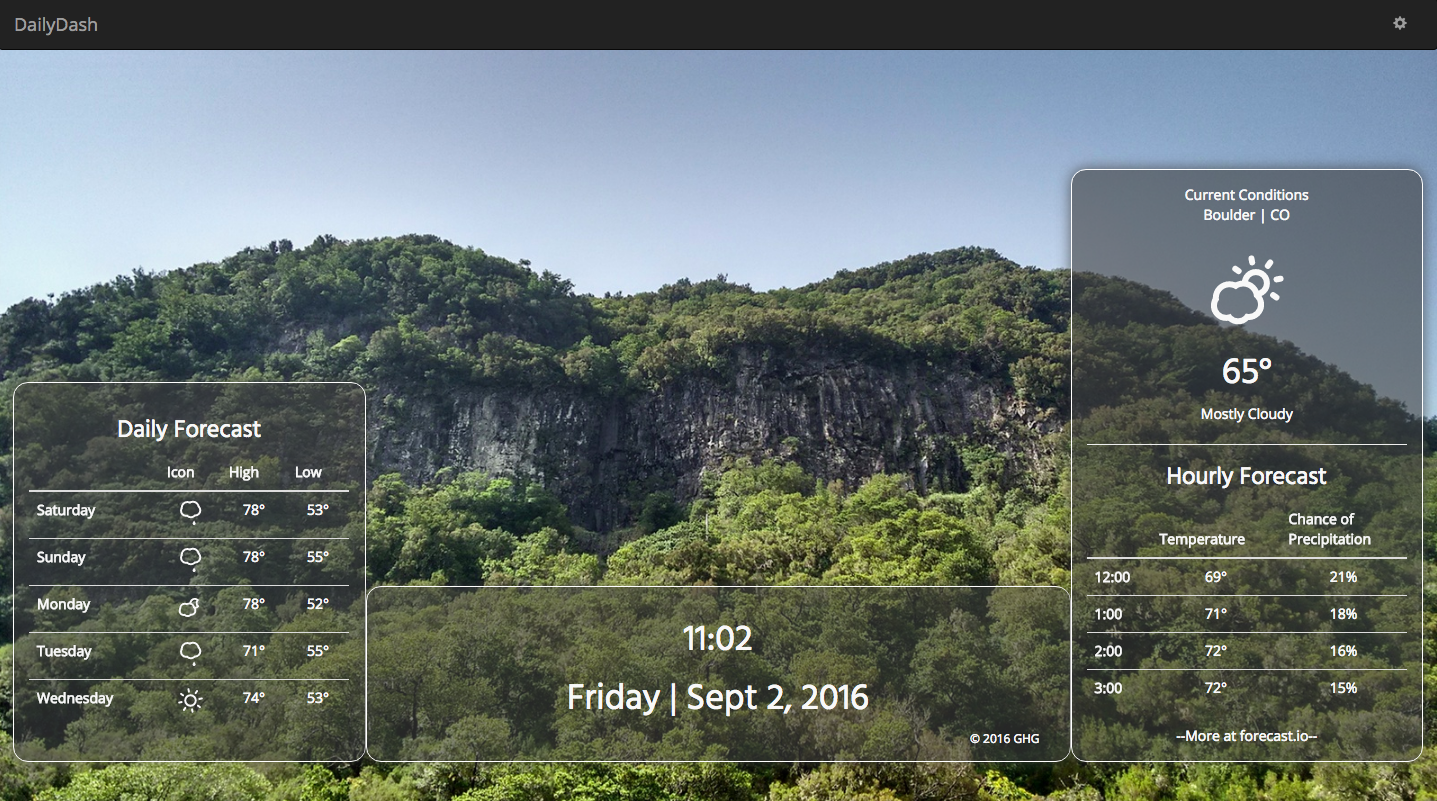 DailyDash
Current Conditions
Boulder | CO
65°
Mostly Cloudy
Hourly Forecast
Temperature Chance of Precipitation
12:00 69° 21%
1:00 71° 18%
2:00 72° 16%
3:00 72° 15%
--More at forecast.io--
Daily Forecast
Icon High Low
Saturday 78° 53°
Sunday 78° 55°
Monday 78° 52°
Tuesday 71° 55°
Wednesday 74° 53°
11:02
Friday | Sept 2, 2016
© 2016 GHG